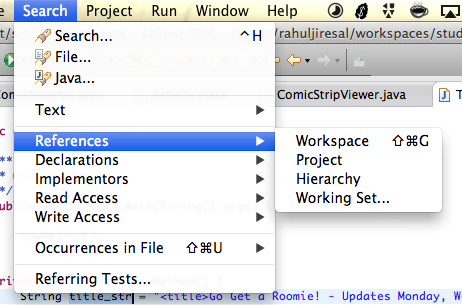 Search Project Run Window Help
Search... ^H
File...
Java...
/rahuljiresal/workspaces/stud
Text
ComicStripViewer.java
References
Workspace ⇧⌘G
Declarations
Project
Implementors
Hierarchy
Read Access
Working Set...
Write Access
Occurrences in File ⇧⌘U
Referring Tests...
String title_str = "<title>Go Get a Roomie! - Updates Monday, W